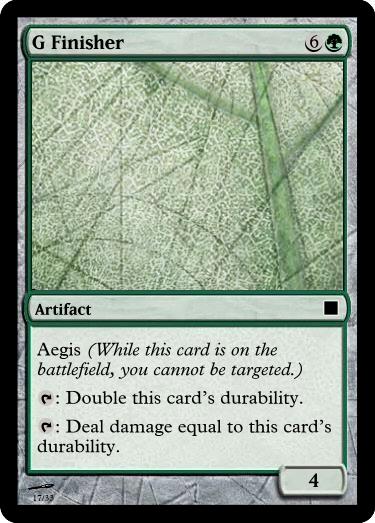 G Finisher 6
Artifact
Aegis (While this card is on the
battlefield, you cannot be targeted.)
: Double this card's durability.
: Deal damage equal to this card's
durability.
4
17/33